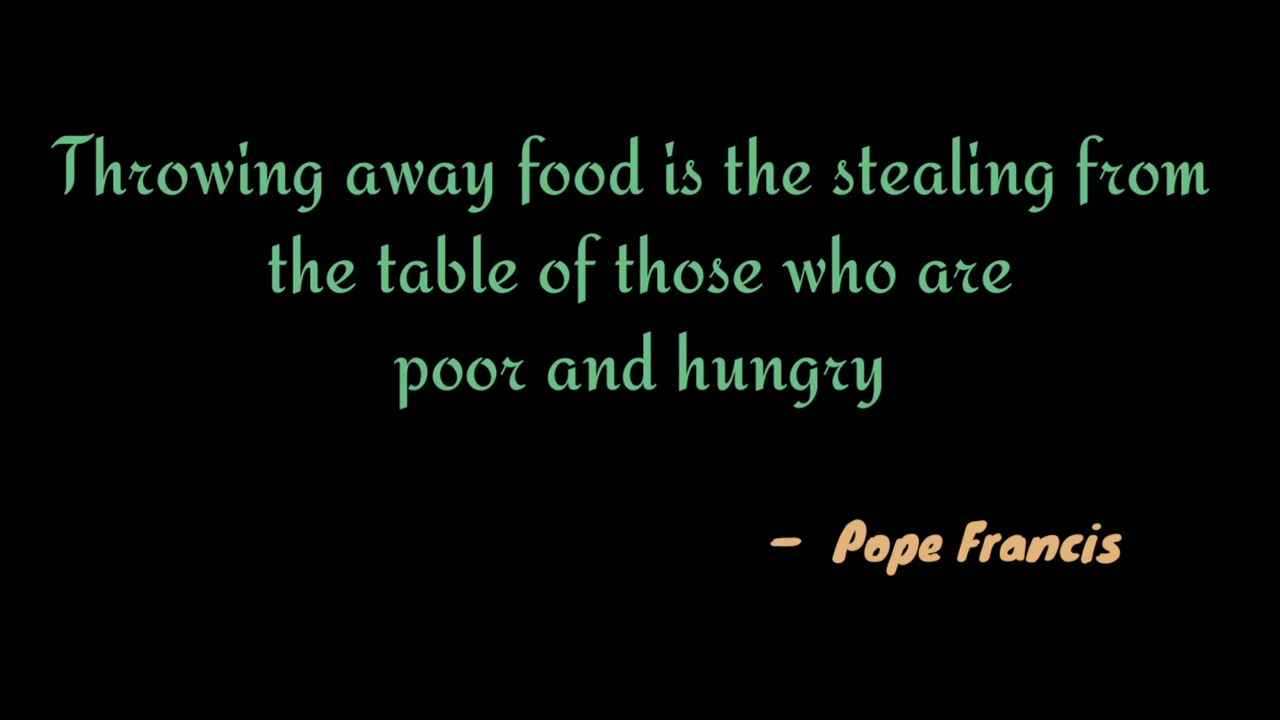 Throwing away food is the stealing from
the table of those who are
poor and hungry
- Pope Francis